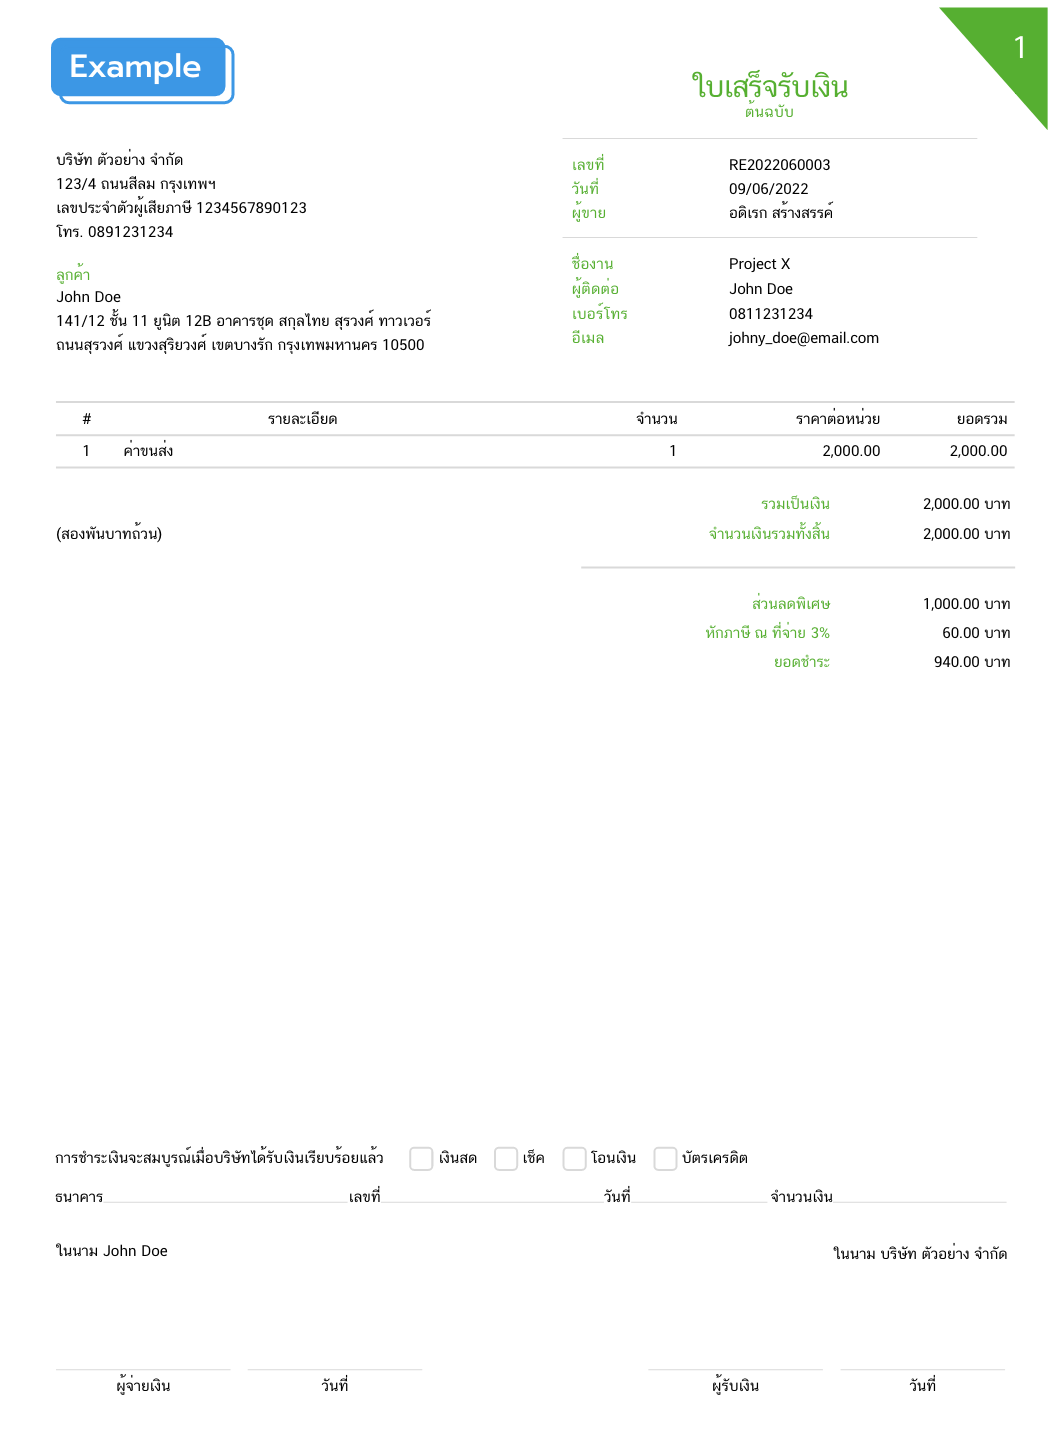 1
Example
ใบเสร็จรับเงิน
ต้นฉบับ
บริษัท ตัวอย่าง จำกัด
123/4 ถนนสีลม กรุงเทพฯ
เลขประจำตัวผู้เสียภาษี 1234567890123
โทร. 0891231234
เลขที่ RE2022060003
วันที่ 09/06/2022
ผู้ขาย อดิเรก สร้างสรรค์
ลูกค้า
John Doe
141/12 ชั้น 11 ยูนิต 12B อาคารชุด สกุลไทย สุรวงศ์ ทาวเวอร์
ถนนสุรวงศ์ แขวงสุริยวงศ์ เขตบางรัก กรุงเทพมหานคร 10500
ชื่องาน Project X
ผู้ติดต่อ John Doe
เบอร์โทร 0811231234
อีเมล johny_doe@email.com
# รายละเอียด จำนวน ราคาต่อหน่วย ยอดรวม
1 ค่าขนส่ง 1 2,000.00 2,000.00
รวมเป็นเงิน 2,000.00 บาท
(สองพันบาทถ้วน) จำนวนเงินรวมทั้งสิ้น 2,000.00 บาท
ส่วนลดพิเศษ 1,000.00 บาท
หักภาษี ณ ที่จ่าย 3% 60.00 บาท
ยอดชำระ 940.00 บาท
การชำระเงินจะสมบูรณ์เมื่อบริษัทได้รับเงินเรียบร้อยแล้ว เงินสด เช็ค โอนเงิน บัตรเครดิต
ธนาคาร เลขที่ วันที่ จำนวนเงิน
ในนาม John Doe ในนาม บริษัท ตัวอย่าง จำกัด
ผู้จ่ายเงิน วันที่ ผู้รับเงิน วันที่